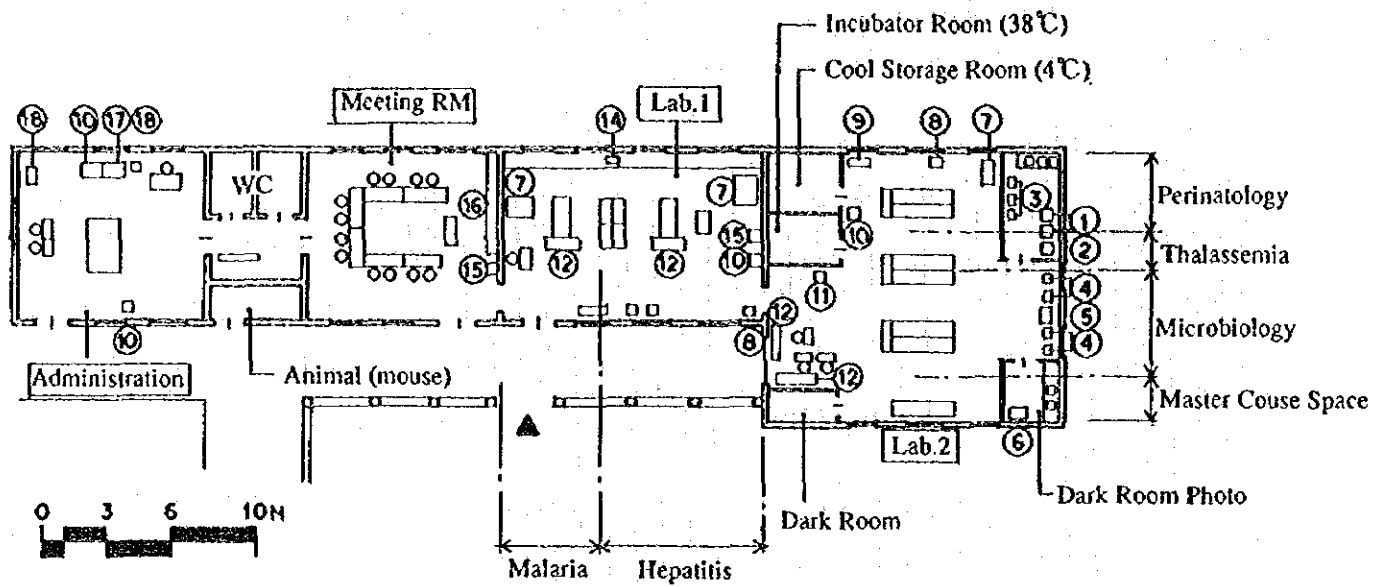 Incubator Room (38℃)
Cool Storage Room (4℃)
Meeting RM
Lab.1
18 10 17 18
14
9 8 7
WC
7
7
16
3
1
Perinatology
15
10
2
Thalassemia
15
12
12
10
11
4
5
Microbiology
12
4
10
8
12
Administration
Animal (mouse)
Master Couse Space
6
Lab.2
Dark Room Photo
0 3 6 10M
Dark Room
Malaria
Hepatitis